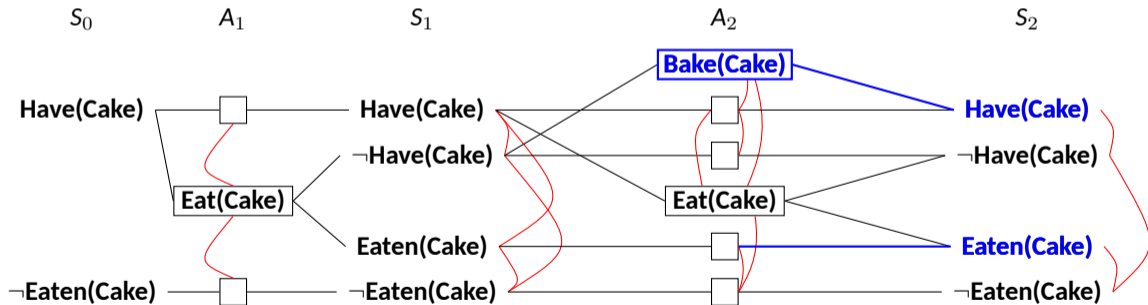 S₀ A₁ S₁ A₂ S₂
Bake(Cake)
Have(Cake) Have(Cake) Have(Cake)
¬Have(Cake) ¬Have(Cake)
Eat(Cake) Eat(Cake)
Eaten(Cake) Eaten(Cake)
¬Eaten(Cake) ¬Eaten(Cake) ¬Eaten(Cake)